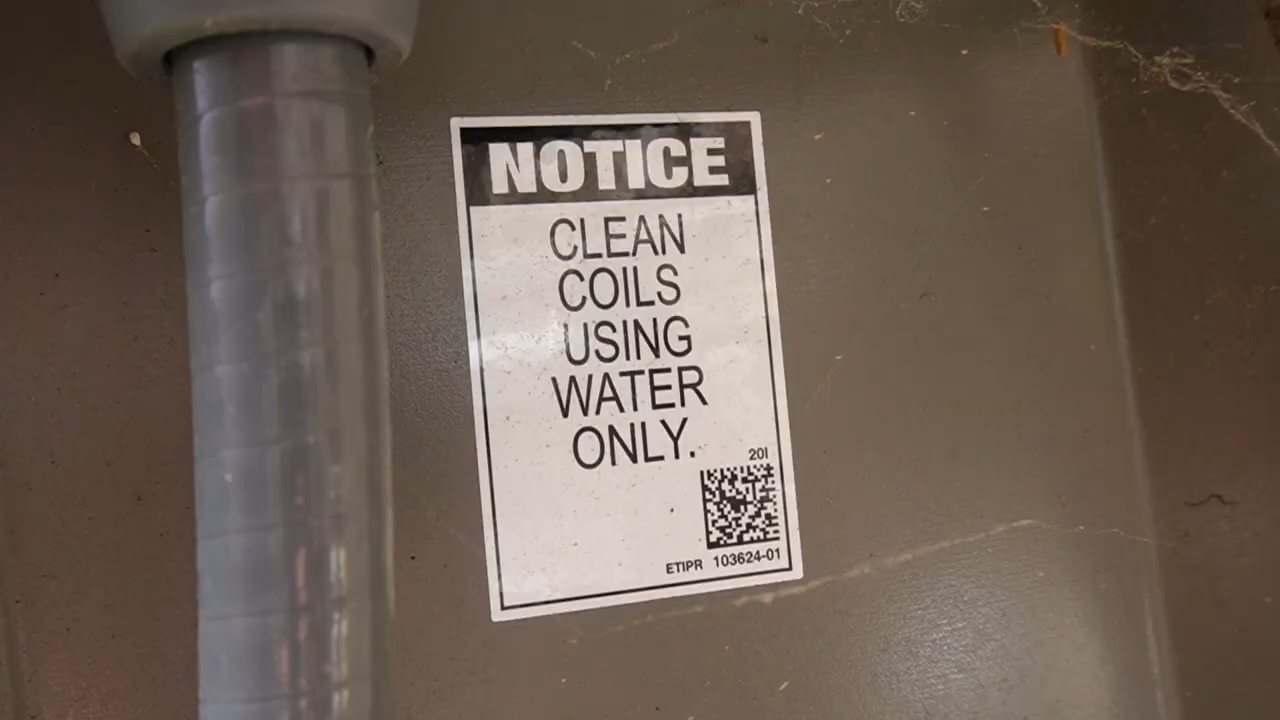 NOTICE
CLEAN
COILS
USING
WATER
ONLY.
20I
ETIPR 103624-01